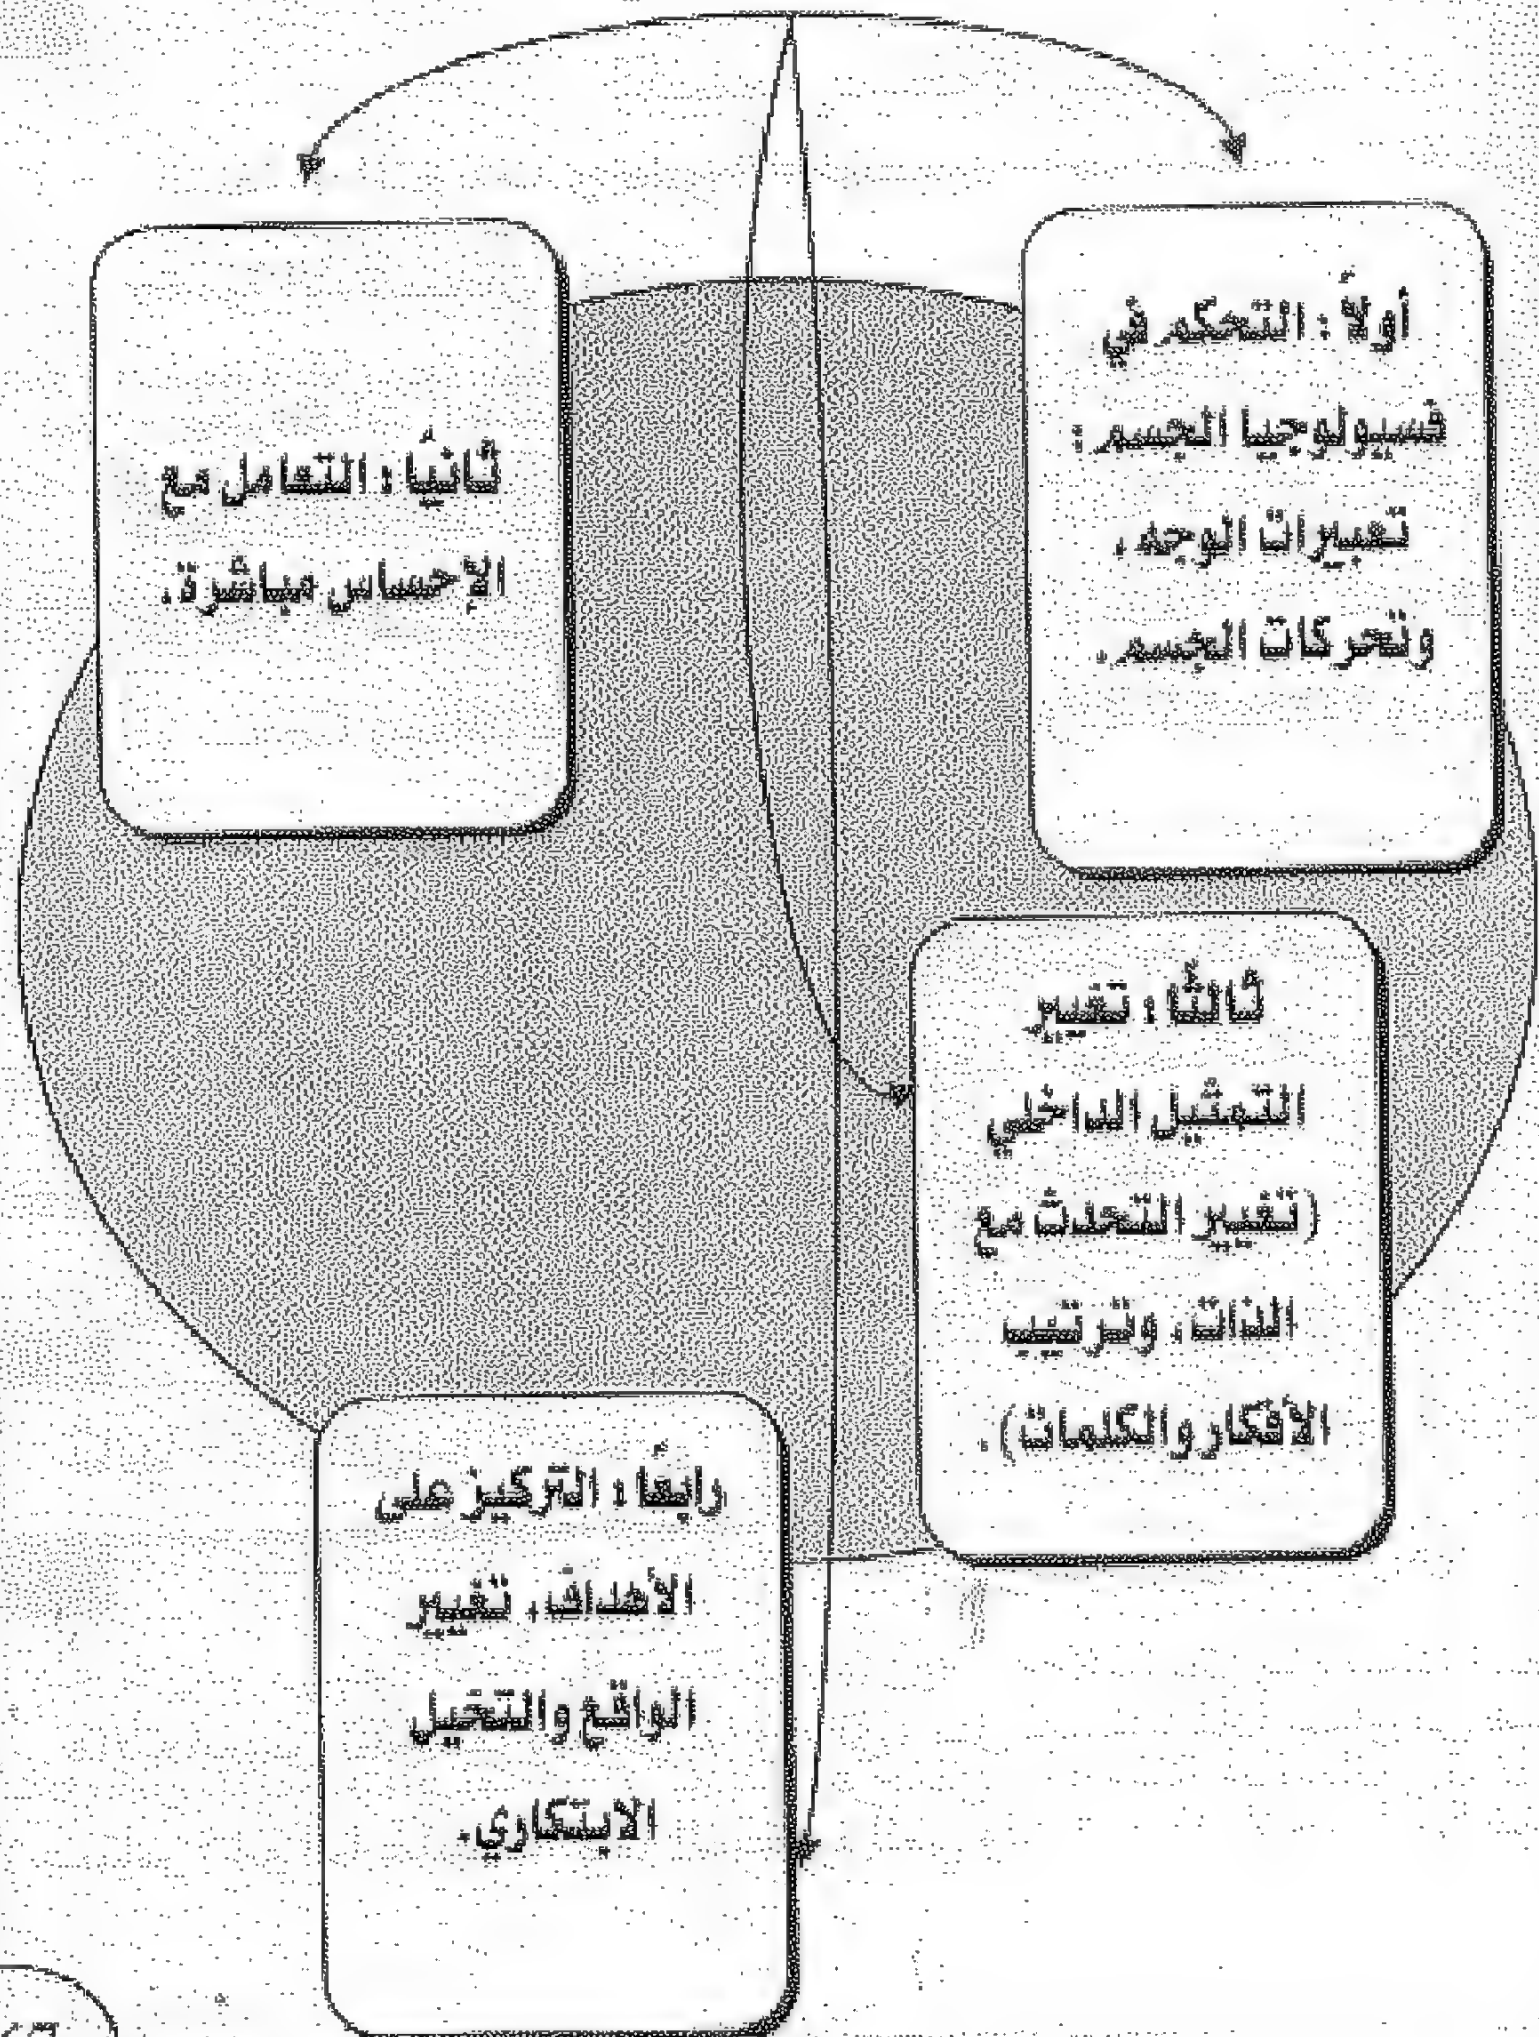 أولاً : التحكم في
فسيولوجيا الجسم :
تعبيرات الوجه .
وتحركات الجسم .
ثانياً : التعامل مع
الإحساس مباشرة .
ثالثاً : تغيير
التمثيل الداخلي
(تغيير التحدث مع
الذات . وتركيب
الأفكار والكلمات) .
رابعاً : التركيز على
الأهداف . تغيير
الواقع والتخيل
الابتكاري .